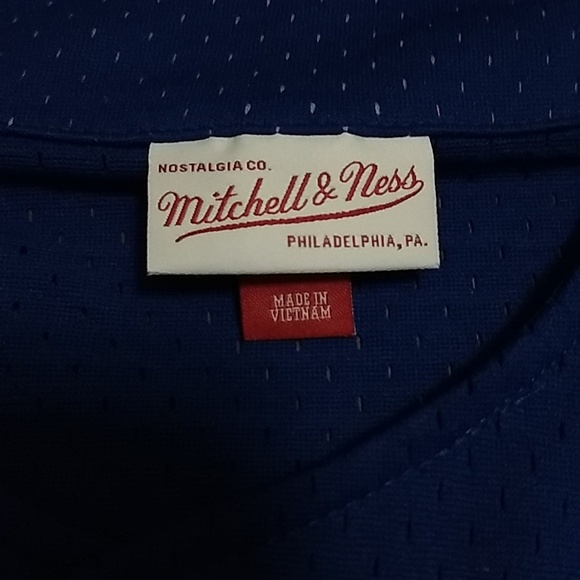 NOSTALGIA CO.
Mitchell & Ness
PHILADELPHIA, PA.
MADE IN
VIETNAM